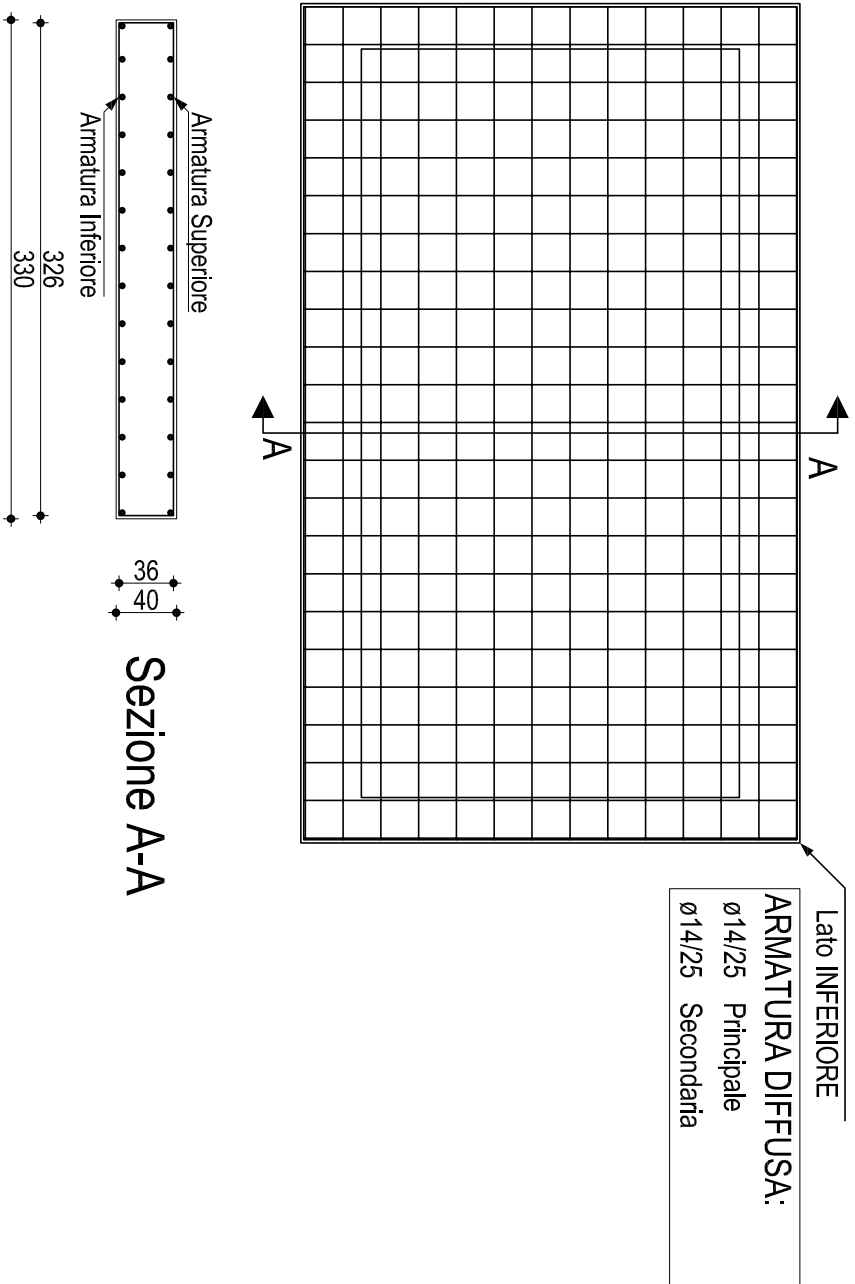 Lato INFERIORE
ARMATURA DIFFUSA:
ø14/25 Principale
ø14/25 Secondaria
A
A
Armatura Superiore
Armatura Inferiore
326
330
36
40
Sezione A-A